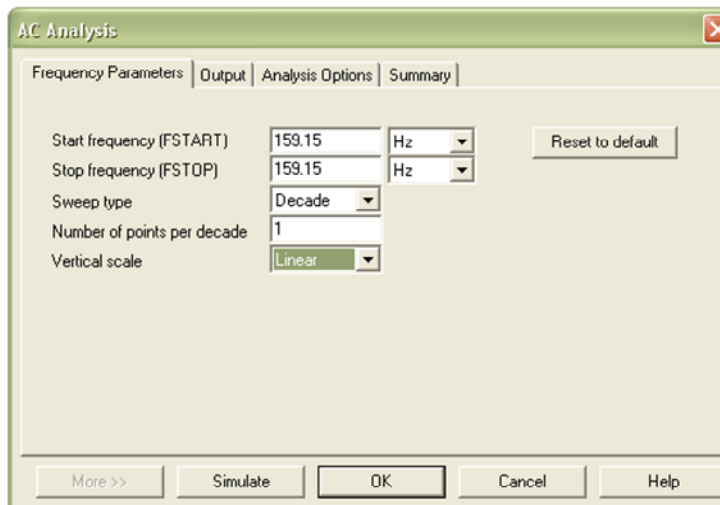 AC Analysis
Frequency Parameters Output Analysis Options Summary
Start frequency (FSTART) 159.15 Hz Reset to default
Stop frequency (FSTOP) 159.15 Hz
Sweep type Decade
Number of points per decade 1
Vertical scale Linear
More >> Simulate OK Cancel Help